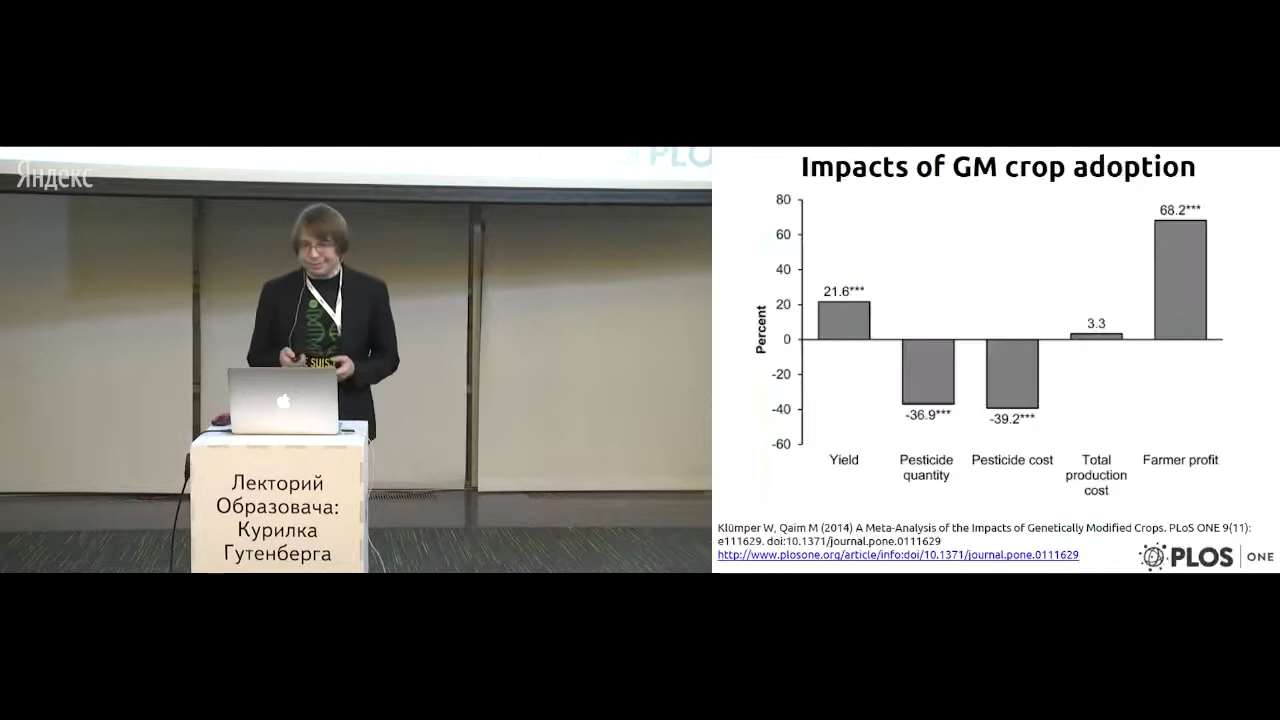 Яндекс
PLO
Лекторий
Образовача:
Курилка
Гутенберга
SUIS
Impacts of GM crop adoption
Percent
80
60
40
20
0
-20
-40
-60
21.6***
-36.9***
-39.2***
3.3
68.2***
Yield
Pesticide
quantity
Pesticide cost
Total
production
cost
Farmer profit
Klümper W, Qaim M (2014) A Meta-Analysis of the Impacts of Genetically Modified Crops. PLoS ONE 9(11):
e111629. doi:10.1371/journal.pone.0111629
http://www.plosone.org/article/info:doi/10.1371/journal.pone.0111629
PLOS ONE